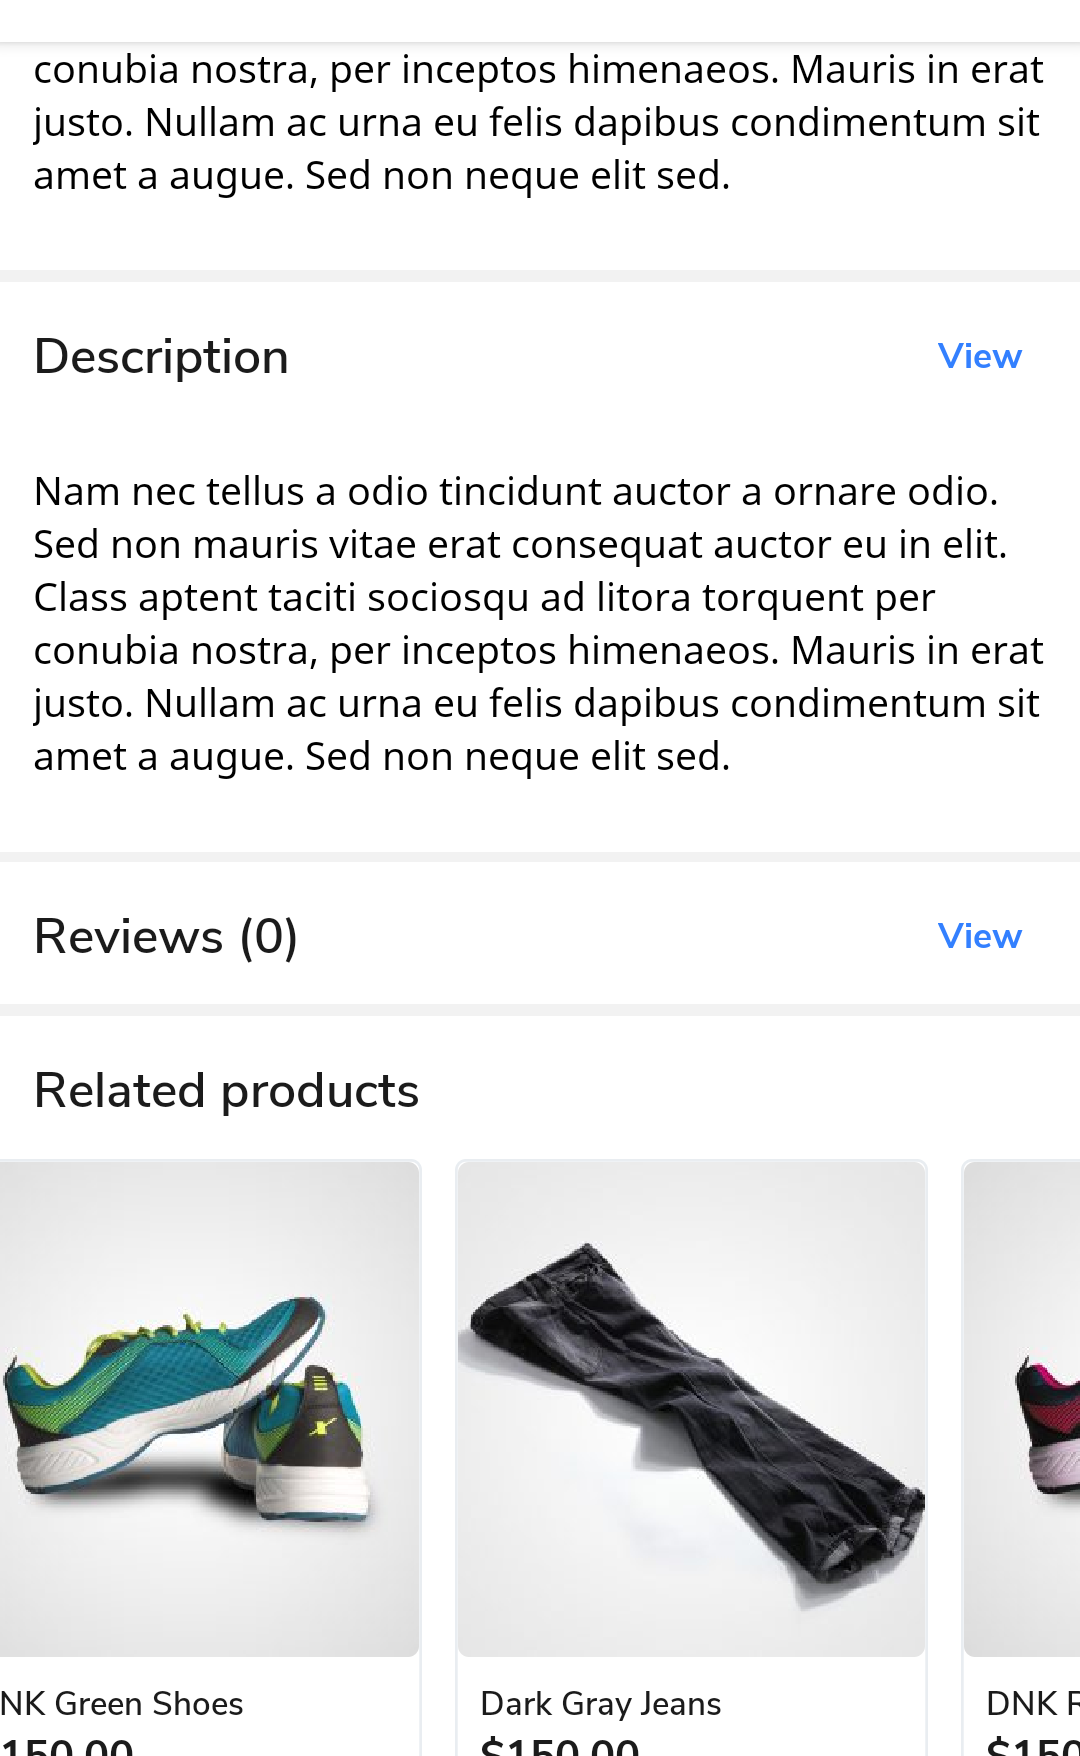 conubia nostra, per inceptos himenaeos. Mauris in erat
justo. Nullam ac urna eu felis dapibus condimentum sit
amet a augue. Sed non neque elit sed.
Description
View
Nam nec tellus a odio tincidunt auctor a ornare odio.
Sed non mauris vitae erat consequat auctor eu in elit.
Class aptent taciti sociosqu ad litora torquent per
conubia nostra, per inceptos himenaeos. Mauris in erat
justo. Nullam ac urna eu felis dapibus condimentum sit
amet a augue. Sed non neque elit sed.
Reviews (0)
View
Related products
NK Green Shoes
150.00
Dark Gray Jeans
$150.00
DNK
$150